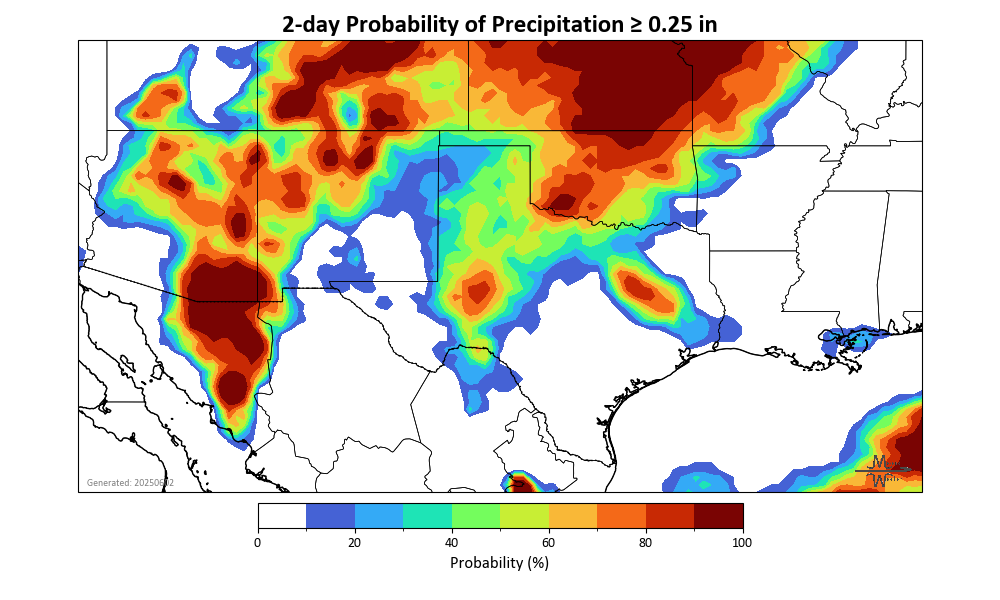 2-day Probability of Precipitation ≥ 0.25 in
M
W
Generated: 20250602
0 20 40 60 80 100
Probability (%)